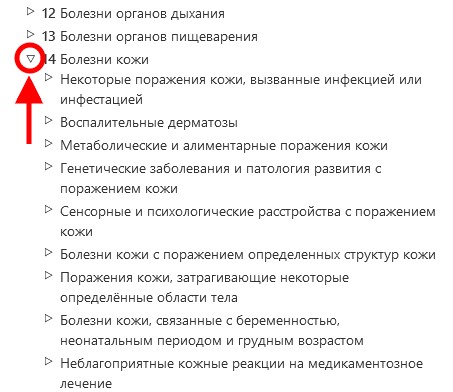 12 Болезни органов дыхания
13 Болезни органов пищеварения
14 Болезни кожи
Некоторые поражения кожи, вызванные инфекцией или
инфестацией
Воспалительные дерматозы
Метаболические и алиментарные поражения кожи
Генетические заболевания и патология развития с
поражением кожи
Сенсорные и психологические расстройства с поражением
кожи
Болезни кожи с поражением определенных структур кожи
Поражения кожи, затрагивающие некоторые
определённые области тела
Болезни кожи, связанные с беременностью,
неонатальным периодом и грудным возрастом
Неблагоприятные кожные реакции на медикаментозное
лечение